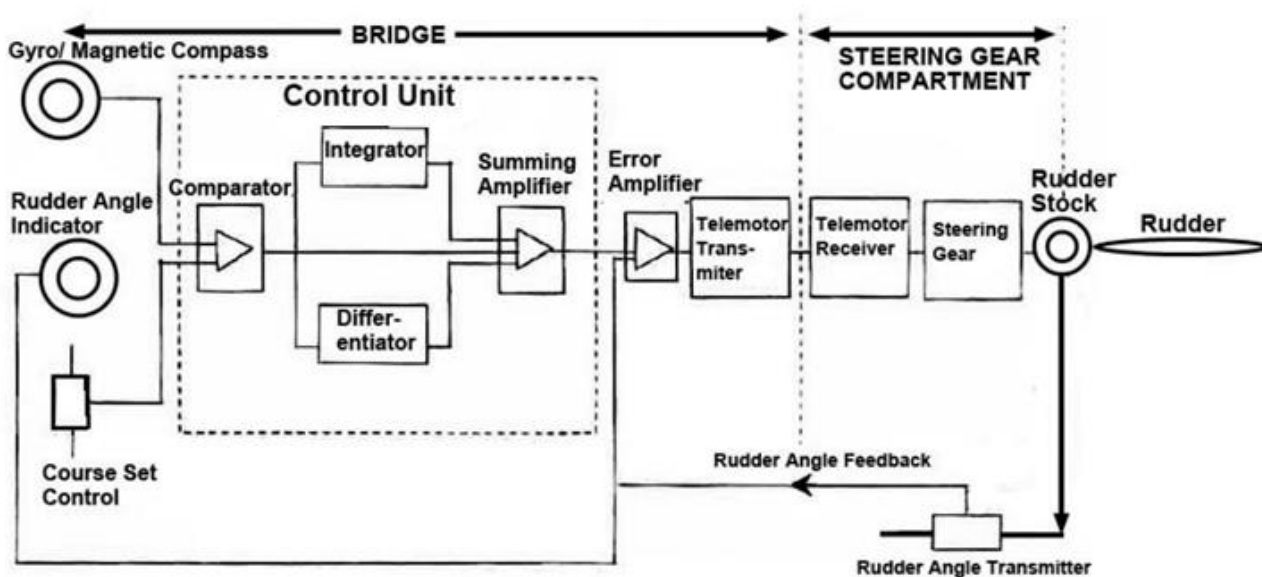 BRIDGE
Gyro/ Magnetic Compass
STEERING GEAR
COMPARTMENT
Control Unit
Integrator
Summing
Amplifier
Error
Amplifier
Comparator
Rudder Angle
Indicator
Telemotor
Trans-
miter
Telemotor
Receiver
Steering
Gear
Rudder
Stock
Rudder
Differ-
entiator
Course Set
Control
Rudder Angle Feedback
Rudder Angle Transmitter